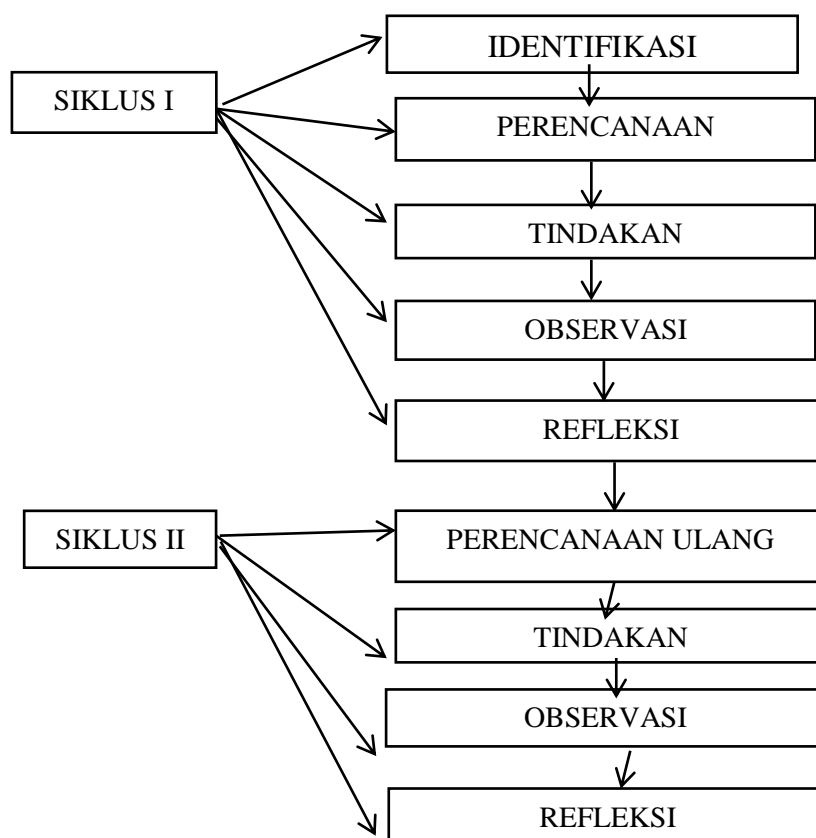 IDENTIFIKASI
SIKLUS I
PERENCANAAN
TINDAKAN
OBSERVASI
REFLEKSI
SIKLUS II
PERENCANAAN ULANG
TINDAKAN
OBSERVASI
REFLEKSI